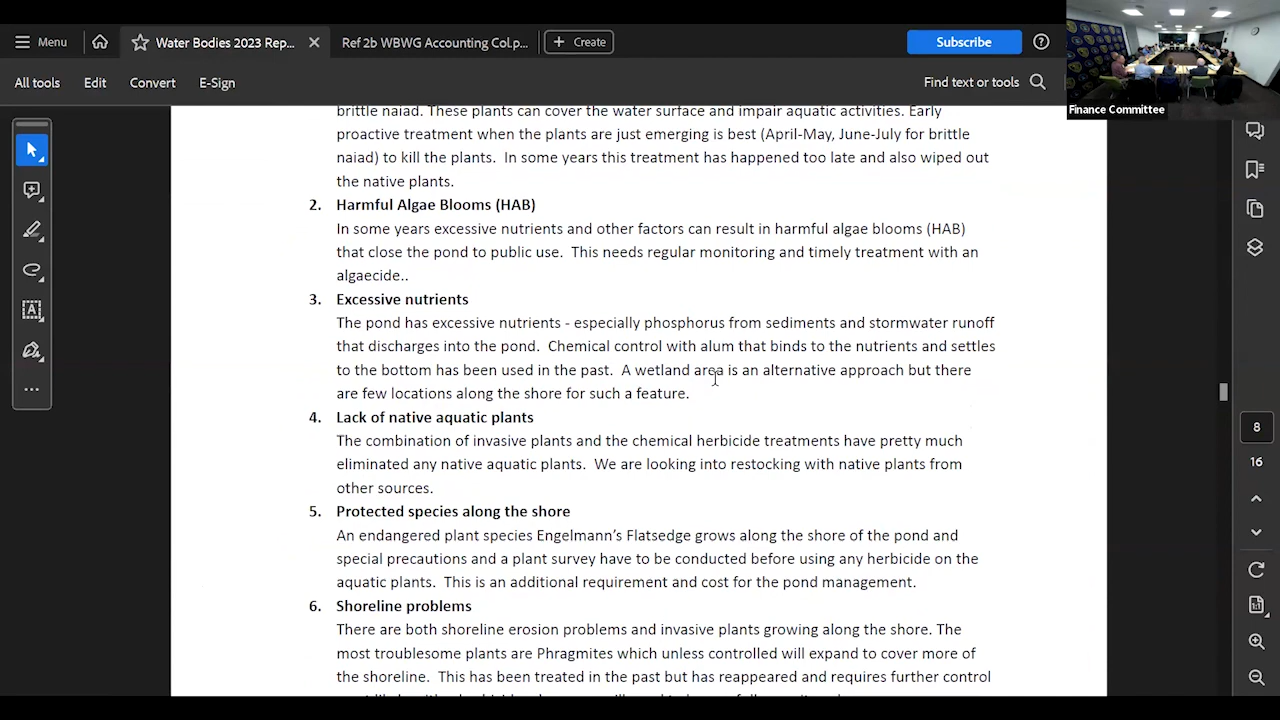 Menu
Water Bodies 2023 Rep...
Ref 2b WBWG Accounting Col.p...
Create
Subscribe
All tools
Edit
Convert
E-Sign
Find text or tools
Finance Committee
brittle naiad. These plants can cover the water surface and impair aquatic activities. Early
proactive treatment when the plants are just emerging is best (April-May, June-July for brittle
naiad) to kill the plants. In some years this treatment has happened too late and also wiped out
the native plants.
2. Harmful Algae Blooms (HAB)
In some years excessive nutrients and other factors can result in harmful algae blooms (HAB)
that close the pond to public use. This needs regular monitoring and timely treatment with an
algaecide..
3. Excessive nutrients
The pond has excessive nutrients - especially phosphorus from sediments and stormwater runoff
that discharges into the pond. Chemical control with alum that binds to the nutrients and settles
to the bottom has been used in the past. A wetland area is an alternative approach but there
are few locations along the shore for such a feature.
4. Lack of native aquatic plants
The combination of invasive plants and the chemical herbicide treatments have pretty much
eliminated any native aquatic plants. We are looking into restocking with native plants from
other sources.
5. Protected species along the shore
An endangered plant species Engelmann's Flatsedge grows along the shore of the pond and
special precautions and a plant survey have to be conducted before using any herbicide on the
aquatic plants. This is an additional requirement and cost for the pond management.
6. Shoreline problems
There are both shoreline erosion problems and invasive plants growing along the shore. The
most troublesome plants are Phragmites which unless controlled will expand to cover more of
the shoreline. This has been treated in the past but has reappeared and requires further control
8
16